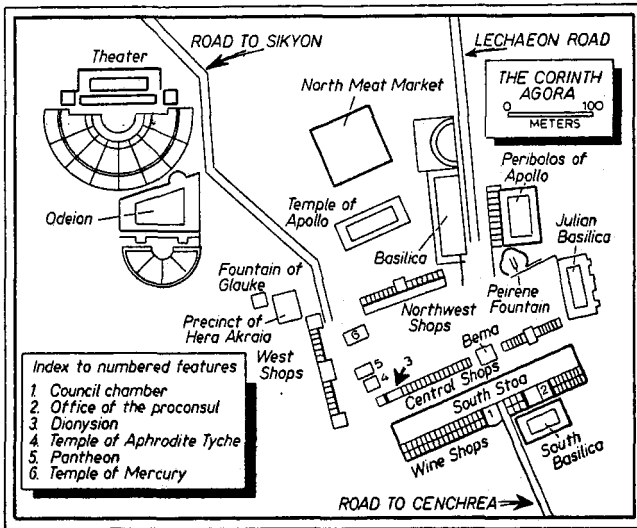 ROAD TO SIKYON
LECHAEON ROAD
Theater
North Meat Market
THE CORINTH
AGORA
0 100
METERS
Peribolos of
Apollo
Temple of
Apollo
Odeion
Julian
Basilica
Basilica
Fountain of
Glauke
Peirene
Fountain
Precinct of
Hera Akraia
Northwest
Shops
6
Bema
West
Shops
5
3
4
Central Shops
South Stoa
Index to numbered features
1. Council chamber
2. Office of the proconsul
3. Dionysion
4. Temple of Aphrodite Tyche
5. Pantheon
6. Temple of Mercury
1
2
Wine Shops
South
Basilica
ROAD TO CENCHREA